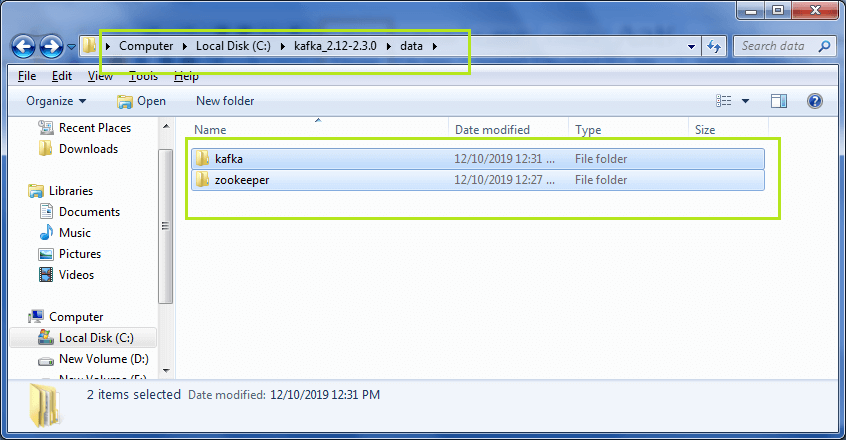 Computer Local Disk (C:) kafka_2.12-2.3.0 data Search data
File Edit View Tools Help
Organize Open New folder
Name Date modified Type Size
Recent Places
Downloads
Libraries
Documents
Music
Pictures
Videos
Computer
Local Disk (C:)
New Volume (D:)
kafka 12/10/2019 12:31 ... File folder
zookeeper 12/10/2019 12:27 ... File folder
2 items selected Date modified: 12/10/2019 12:31 PM